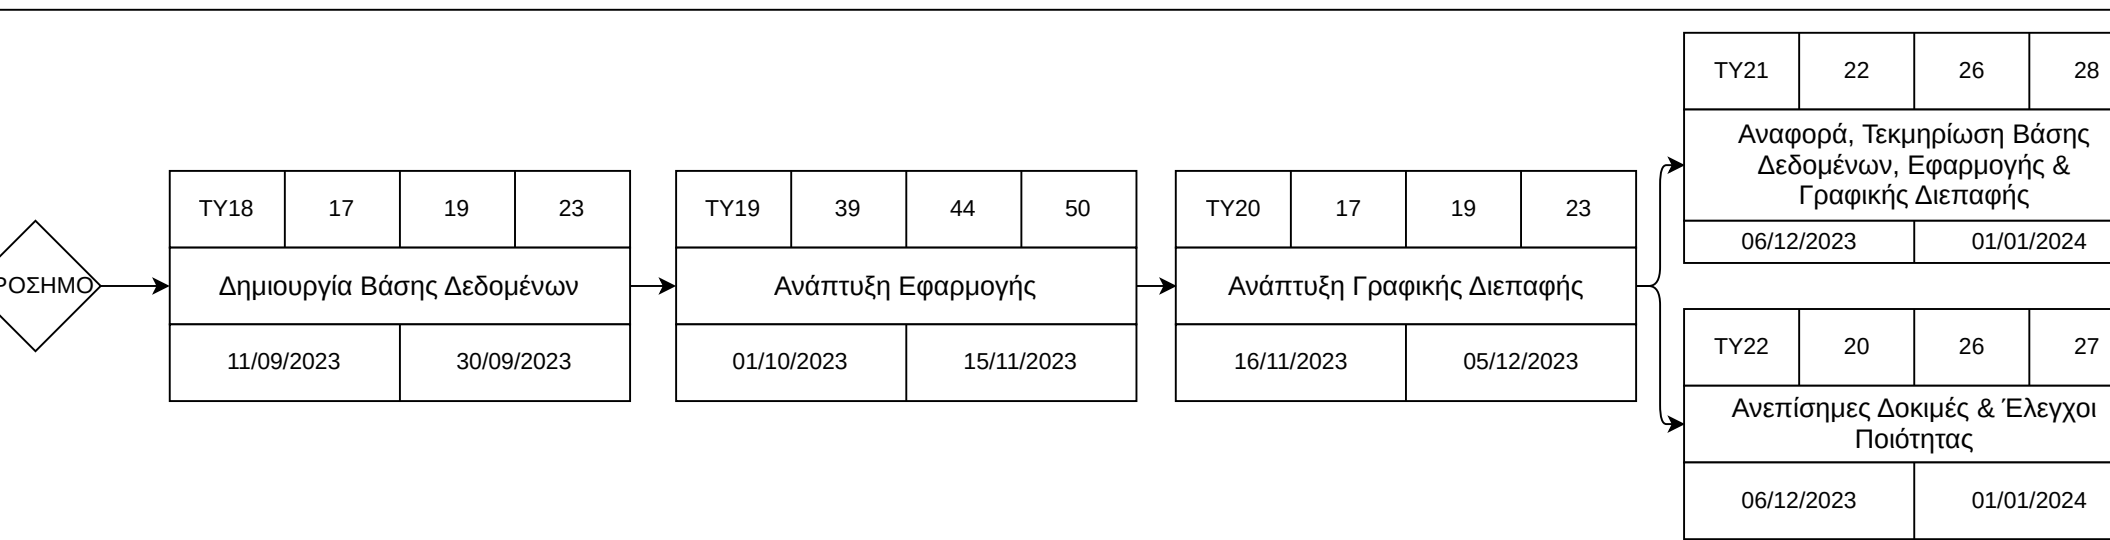 ΡΟΣΗΜΟ
ΤΥ18 17 19 23
Δημιουργία Βάσης Δεδομένων
11/09/2023 30/09/2023
ΤΥ19 39 44 50
Ανάπτυξη Εφαρμογής
01/10/2023 15/11/2023
ΤΥ20 17 19 23
Ανάπτυξη Γραφικής Διεπαφής
16/11/2023 05/12/2023
ΤΥ21 22 26 28
Αναφορά, Τεκμηρίωση Βάσης
Δεδομένων, Εφαρμογής &
Γραφικής Διεπαφής
06/12/2023 01/01/2024
ΤΥ22 20 26 27
Ανεπίσημες Δοκιμές & Έλεγχοι
Ποιότητας
06/12/2023 01/01/2024